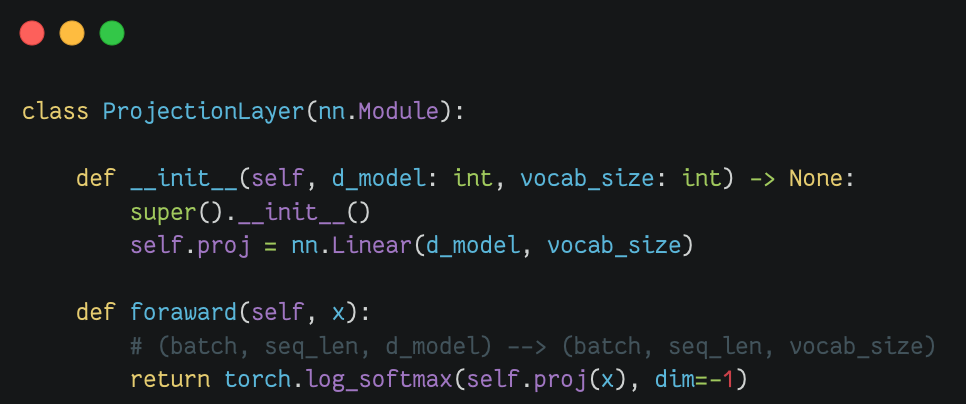 class ProjectionLayer(nn.Module):
def __init__(self, d_model: int, vocab_size: int) -> None:
super().__init__()
self.proj = nn.Linear(d_model, vocab_size)
def foraward(self, x):
# (batch, seq_len, d_model) --> (batch, seq_len, vocab_size)
return torch.log_softmax(self.proj(x), dim=-1)